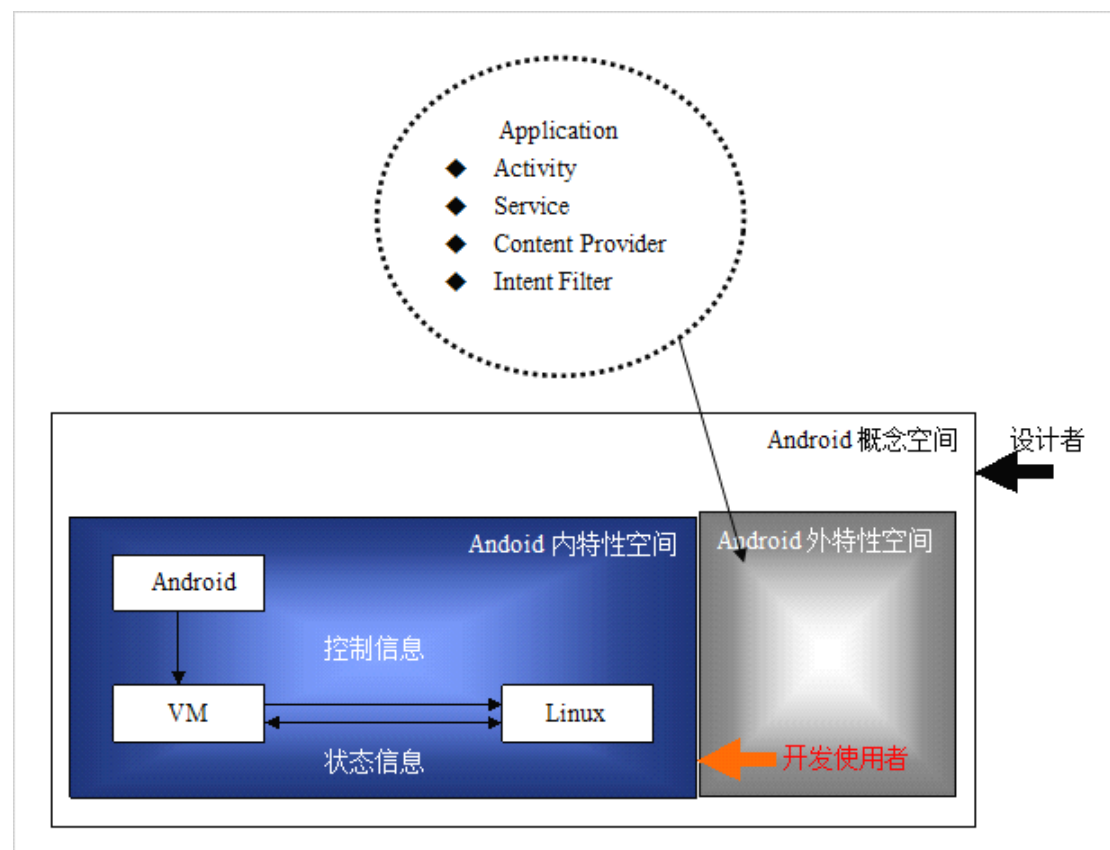 Application
◆ Activity
◆ Service
◆ Content Provider
◆ Intent Filter
Android 概念空间
设计者
Andoid 内特性空间
Android 外特性空间
Android
控制信息
VM
Linux
状态信息
开发使用者